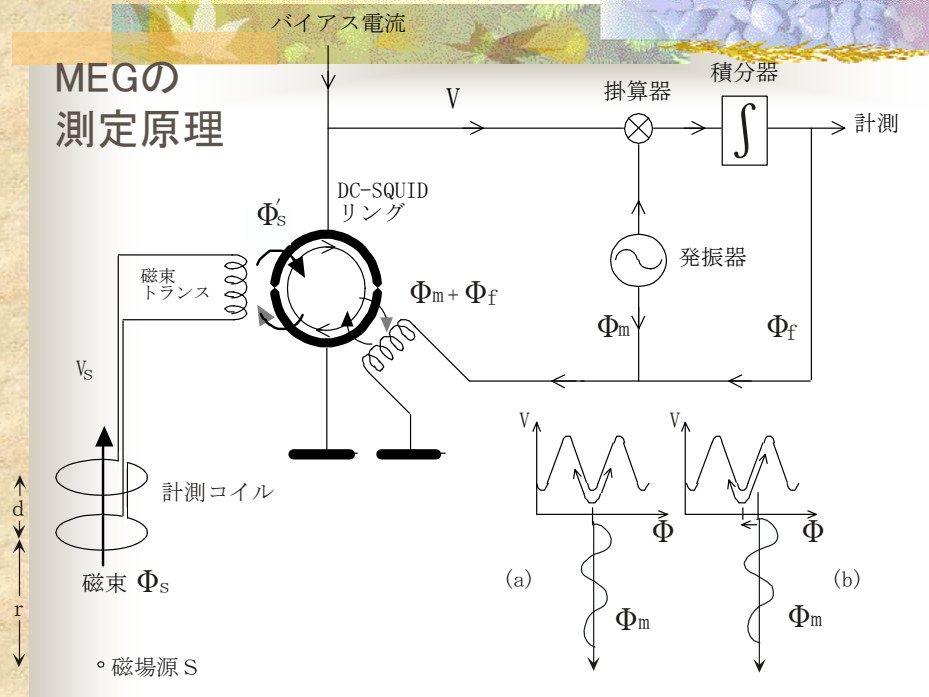 バイアス電流
MEGの
測定原理
V
掛算器
積分器
∫
計測
DC-SQUID
リング
Φ's
磁束
トランス
発振器
Φm+Φf
Φm
Φf
Vs
計測コイル
d
磁束 Φs
r
磁場源S
V
Φ
(a)
Φm
V
Φ
(b)
Φm